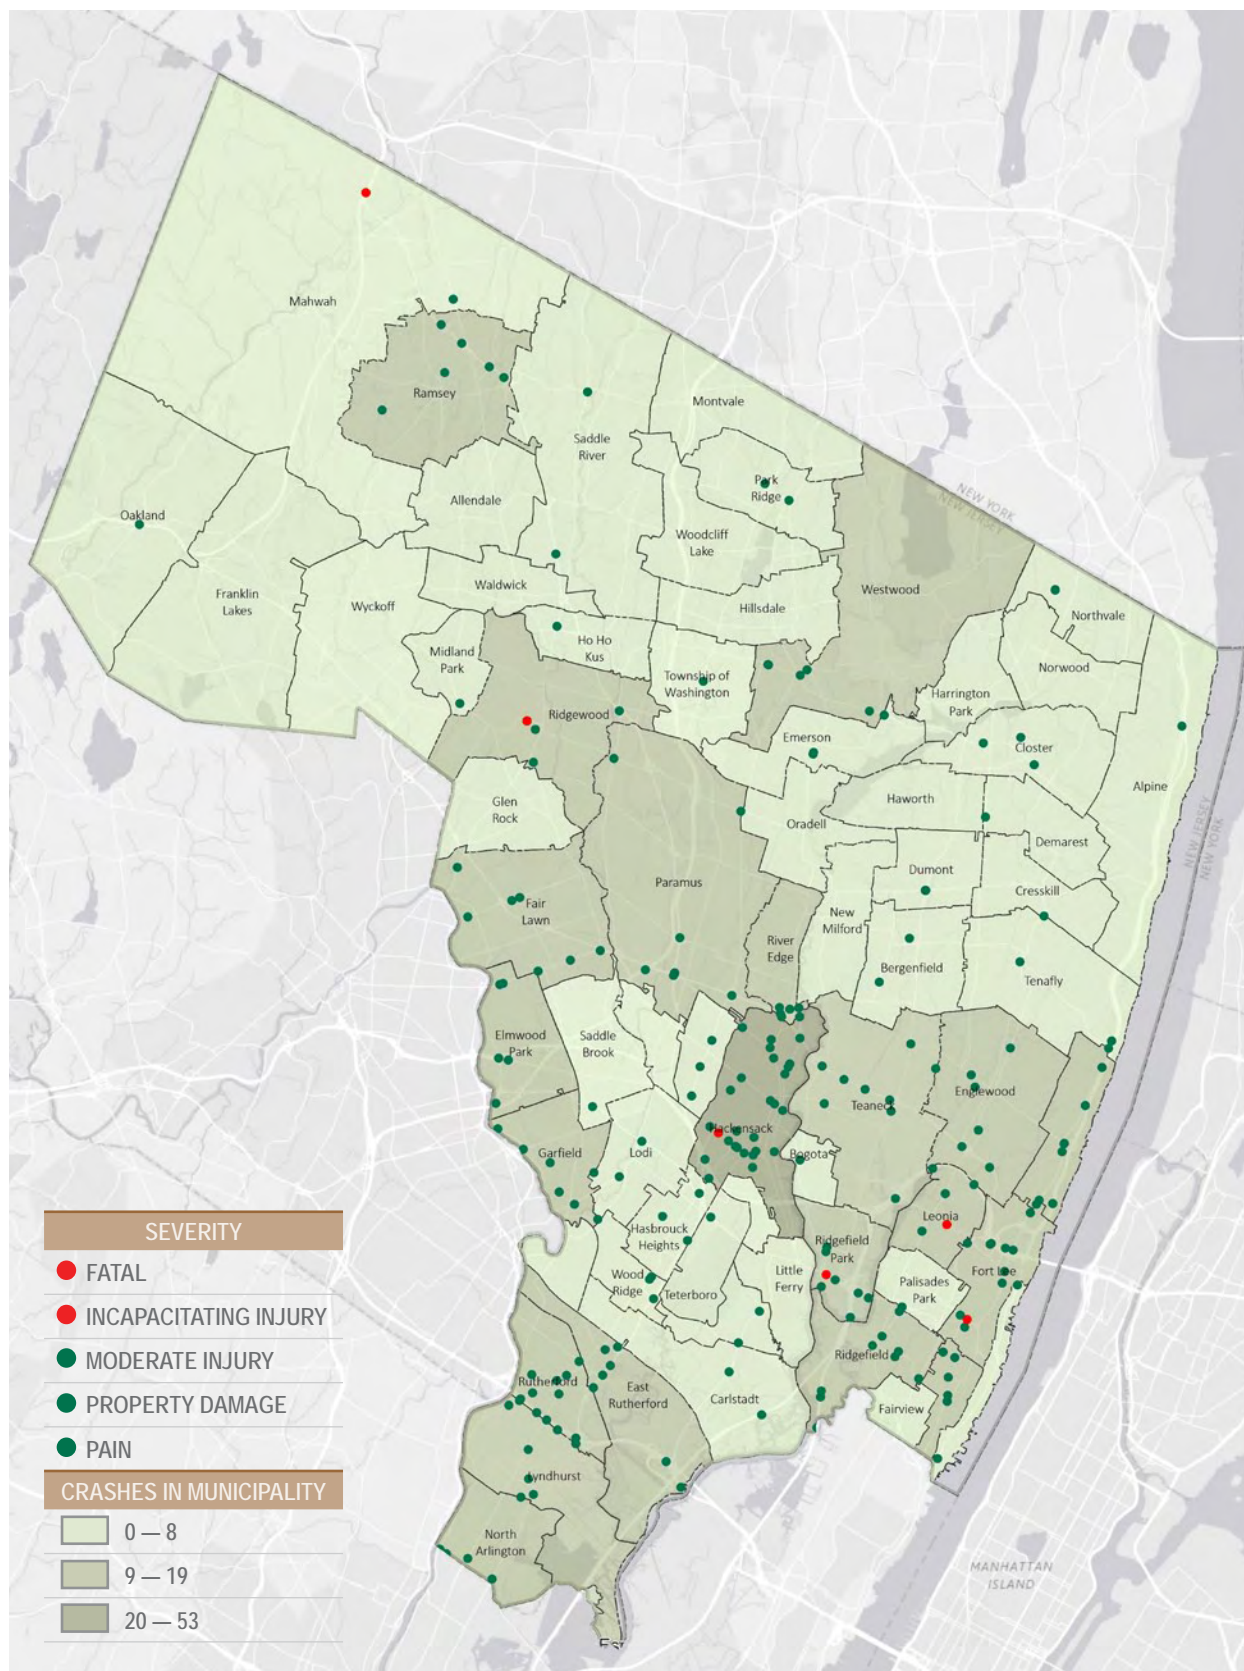 Mahwah
Ramsey
Montvale
Saddle
River
Park
Ridge
Allendale
NEW YORK
NEW JERSEY
Oakland
Woodcliff
Lake
Waldwick
Westwood
Franklin
Lakes
Wyckoff
Hillsdale
Northvale
Ho Ho
Kus
Midland
Park
Norwood
Township of
Washington
Harrington
Park
Ridgewood
Emerson
Closter
Alpine
Glen
Rock
Haworth
Oradell
NEW JERSEY
NEW YORK
Demarest
Dumont
Paramus
Cresskill
Fair
Lawn
New
Milford
River
Edge
Bergenfield
Tenafly
Elmwood
Park
Saddle
Brook
Englewood
Teaneck
Hackensack
Garfield
Lodi
Bogota
Leonia
Hasbrouck
Heights
Ridgefield
Park
Fort Lee
Little
Ferry
Wood
Ridge
Teterboro
Palisades
Park
Ridgefield
Rutherford
East
Rutherford
Carlstadt
Fairview
Lyndhurst
North
Arlington
MANHATTAN
ISLAND
SEVERITY
FATAL
INCAPACITATING INJURY
MODERATE INJURY
PROPERTY DAMAGE
PAIN
CRASHES IN MUNICIPALITY
0 — 8
9 — 19
20 — 53